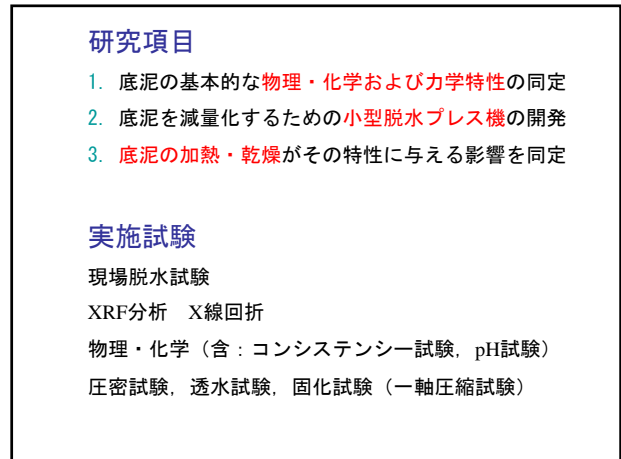 研究項目
1. 底泥の基本的な物理・化学および力学特性の同定
2. 底泥を減量化するための小型脱水プレス機の開発
3. 底泥の加熱・乾燥がその特性に与える影響を同定
実施試験
現場脱水試験
XRF分析　X線回折
物理・化学（含：コンシステンシー試験，pH試験）
圧密試験，透水試験，固化試験（一軸圧縮試験）